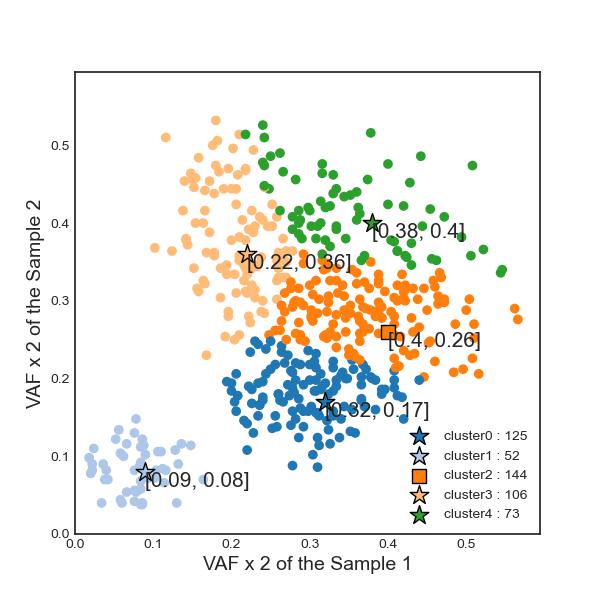 VAF x 2 of the Sample 2
0.5
0.4
0.3
0.2
0.1
0.0
[0.38, 0.4]
[0.22, 0.36]
[0.4, 0.26]
[0.32, 0.17]
[0.09, 0.08]
cluster0 : 125
cluster1 : 52
cluster2 : 144
cluster3 : 106
cluster4 : 73
0.0 0.1 0.2 0.3 0.4 0.5
VAF x 2 of the Sample 1